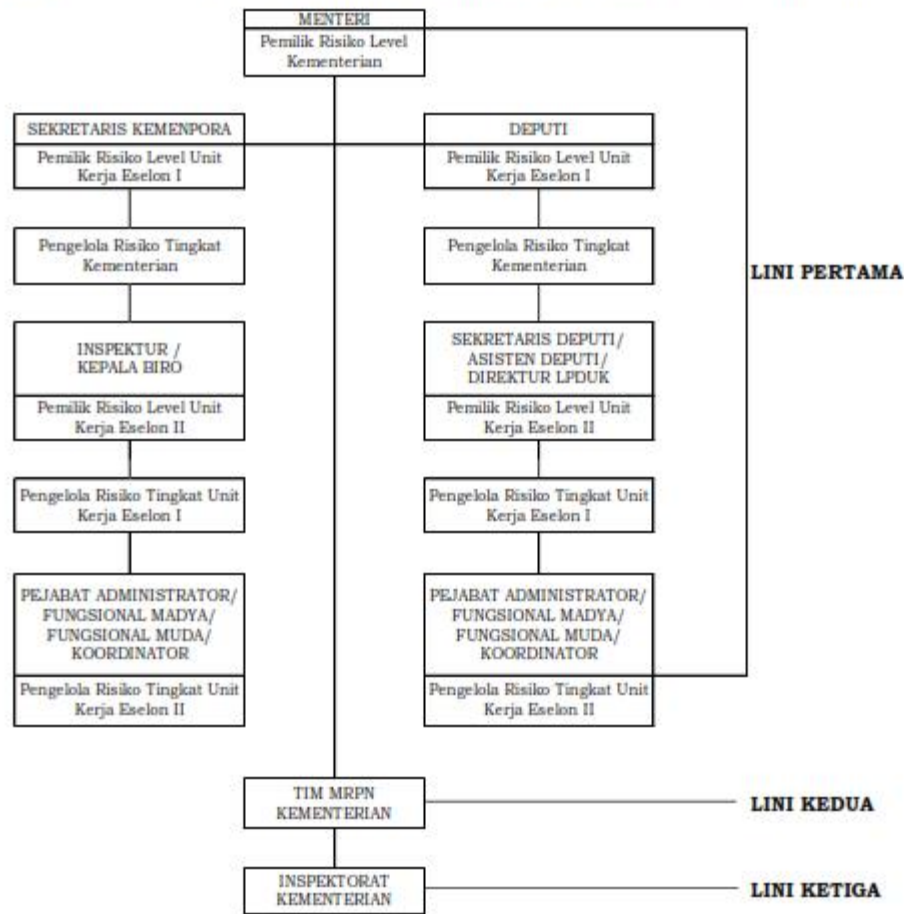 MENTERI
Pemilik Risiko Level
Kementerian
SEKRETARIS KEMENPORA
Pemilik Risiko Level Unit
Kerja Eselon I
Pengelola Risiko Tingkat
Kementerian
INSPEKTUR /
KEPALA BIRO
Pemilik Risiko Level Unit
Kerja Eselon II
Pengelola Risiko Tingkat Unit
Kerja Eselon I
PEJABAT ADMINISTRATOR/
FUNGSIONAL MADYA/
FUNGSIONAL MUDA/
KOORDINATOR
Pengelola Risiko Tingkat Unit
Kerja Eselon II
DEPUTI
Pemilik Risiko Level Unit
Kerja Eselon I
Pengelola Risiko Tingkat
Kementerian
SEKRETARIS DEPUTI/
ASISTEN DEPUTI/
DIREKTUR LPDUK
Pemilik Risiko Level Unit
Kerja Eselon II
Pengelola Risiko Tingkat Unit
Kerja Eselon I
PEJABAT ADMINISTRATOR/
FUNGSIONAL MADYA/
FUNGSIONAL MUDA/
KOORDINATOR
Pengelola Risiko Tingkat Unit
Kerja Eselon II
LINI PERTAMA
TIM MRPN
KEMENTERIAN
LINI KEDUA
INSPEKTORAT
KEMENTERIAN
LINI KETIGA